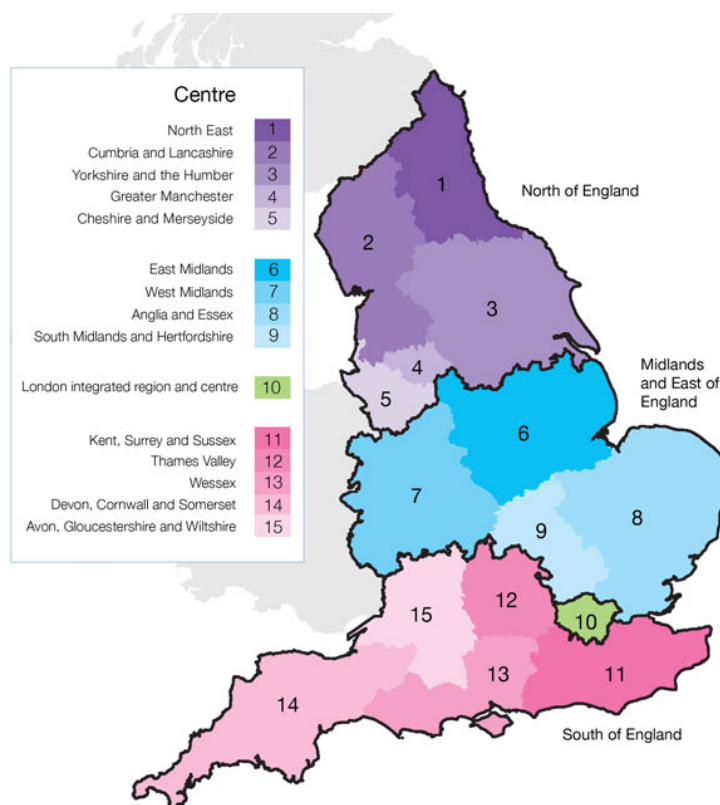 Centre
North East 1
Cumbria and Lancashire 2
Yorkshire and the Humber 3
Greater Manchester 4
Cheshire and Merseyside 5
East Midlands 6
West Midlands 7
Anglia and Essex 8
South Midlands and Hertfordshire 9
London integrated region and centre 10
Kent, Surrey and Sussex 11
Thames Valley 12
Wessex 13
Devon, Cornwall and Somerset 14
Avon, Gloucestershire and Wiltshire 15
1
North of England
2
3
4
5
Midlands
and East of
England
6
7
8
9
10
12
15
11
13
14
South of England